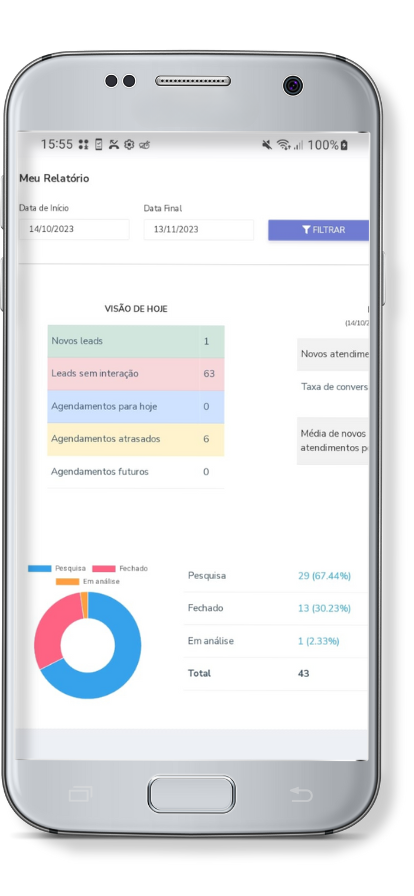 15:55
100%
Meu Relatório
Data de Início
Data Final
14/10/2023
13/11/2023
FILTRAR
VISÃO DE HOJE
(14/10/2
Novos leads 1
Leads sem interação 63
Agendamentos para hoje 0
Agendamentos atrasados 6
Agendamentos futuros 0
Novos atendime
Taxa de convers
Média de novos
atendimentos p
Pesquisa
Fechado
Em análise
Pesquisa 29 (67.44%)
Fechado 13 (30.23%)
Em análise 1 (2.33%)
Total 43